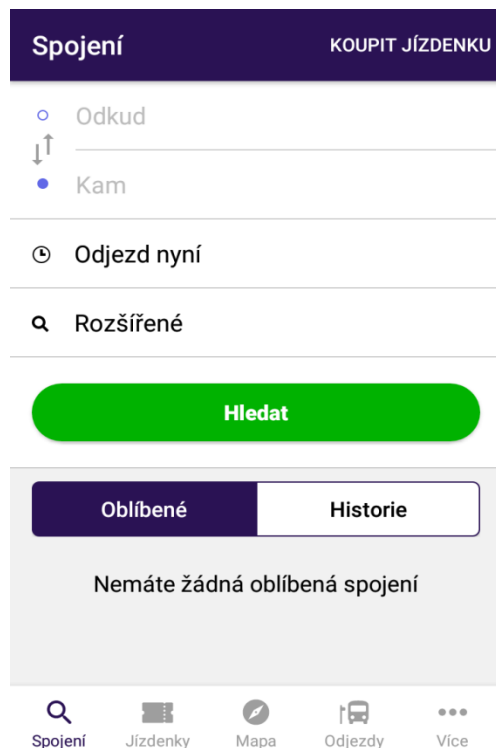 Spojení
KOUPIT JÍZDENKU
Odkud
Kam
Odjezd nyní
Rozšířené
Hledat
Oblíbené
Historie
Nemáte žádná oblíbená spojení
Spojení
Jízdenky
Mapa
Odjezdy
Více